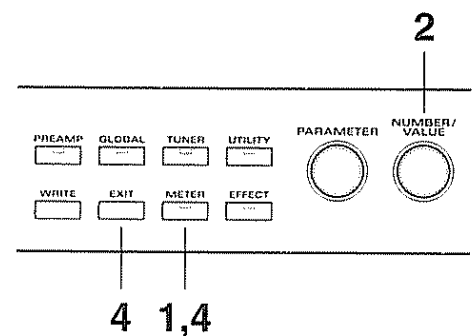 2
PREAMP GLOBAL TUNER UTILITY
PARAMETER
NUMBER/
VALUE
WRITE EXIT METER EFFECT
4 1,4